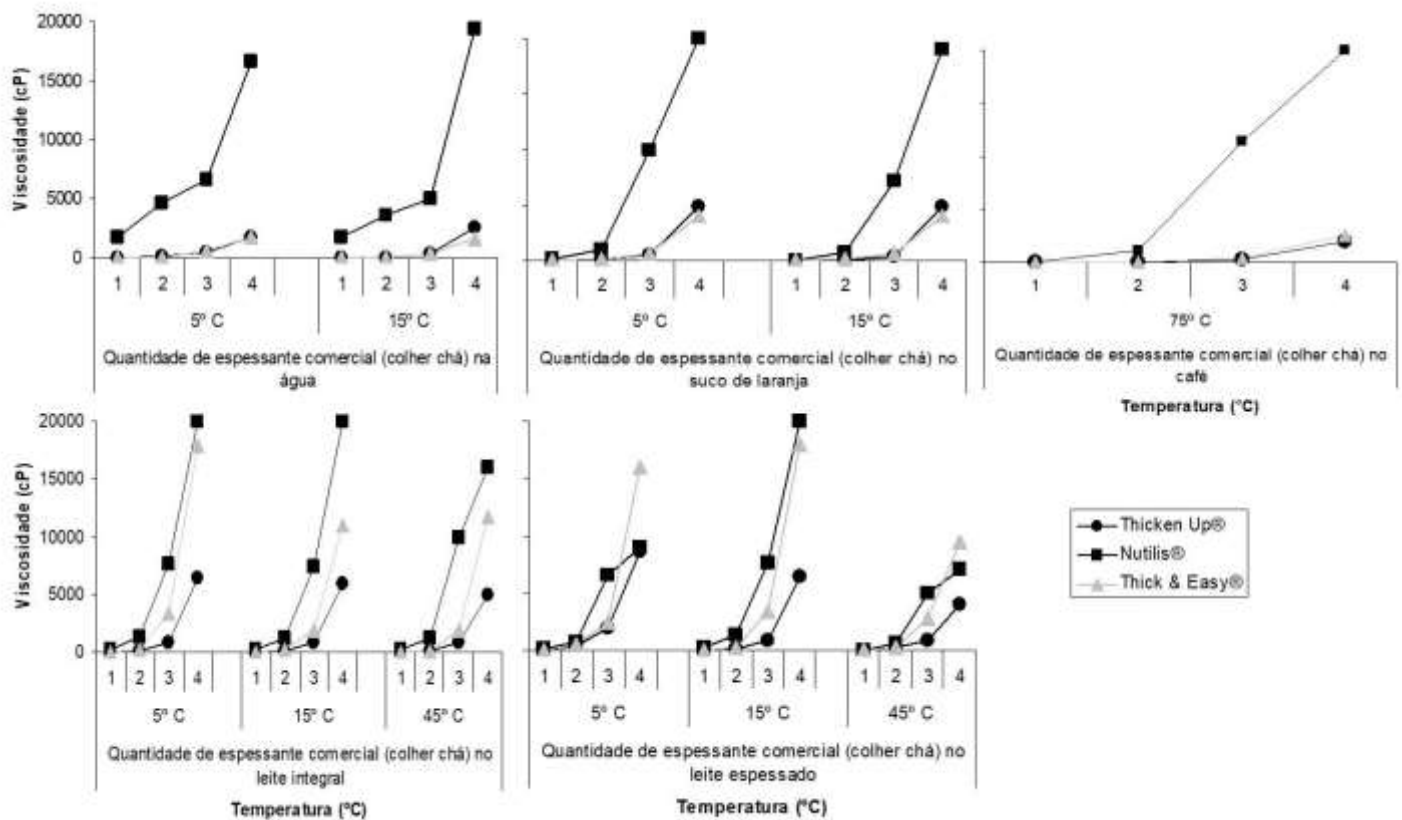 20000
15000
10000
5000
0
Viscosidade (cP)
1 2 3 4 1 2 3 4
5º C 15º C
Quantidade de espessante comercial (colher chá) na
água
1 2 3 4 1 2 3 4
5º C 15º C
Quantidade de espessante comercial (colher chá) no
suco de laranja
1 2 3 4
75º C
Quantidade de espessante comercial (colher chá) no
café
Temperatura (ºC)
20000
15000
10000
5000
0
Viscosidade (cP)
1 2 3 4 1 2 3 4 1 2 3 4
5º C 15º C 45º C
Quantidade de espessante comercial (colher chá) no
leite integral
Temperatura (ºC)
1 2 3 4 1 2 3 4 1 2 3 4
5º C 15º C 45º C
Quantidade de espessante comercial (colher chá) no
leite espessado
Temperatura (ºC)
Thicken Up®
Nutilis®
Thick & Easy®